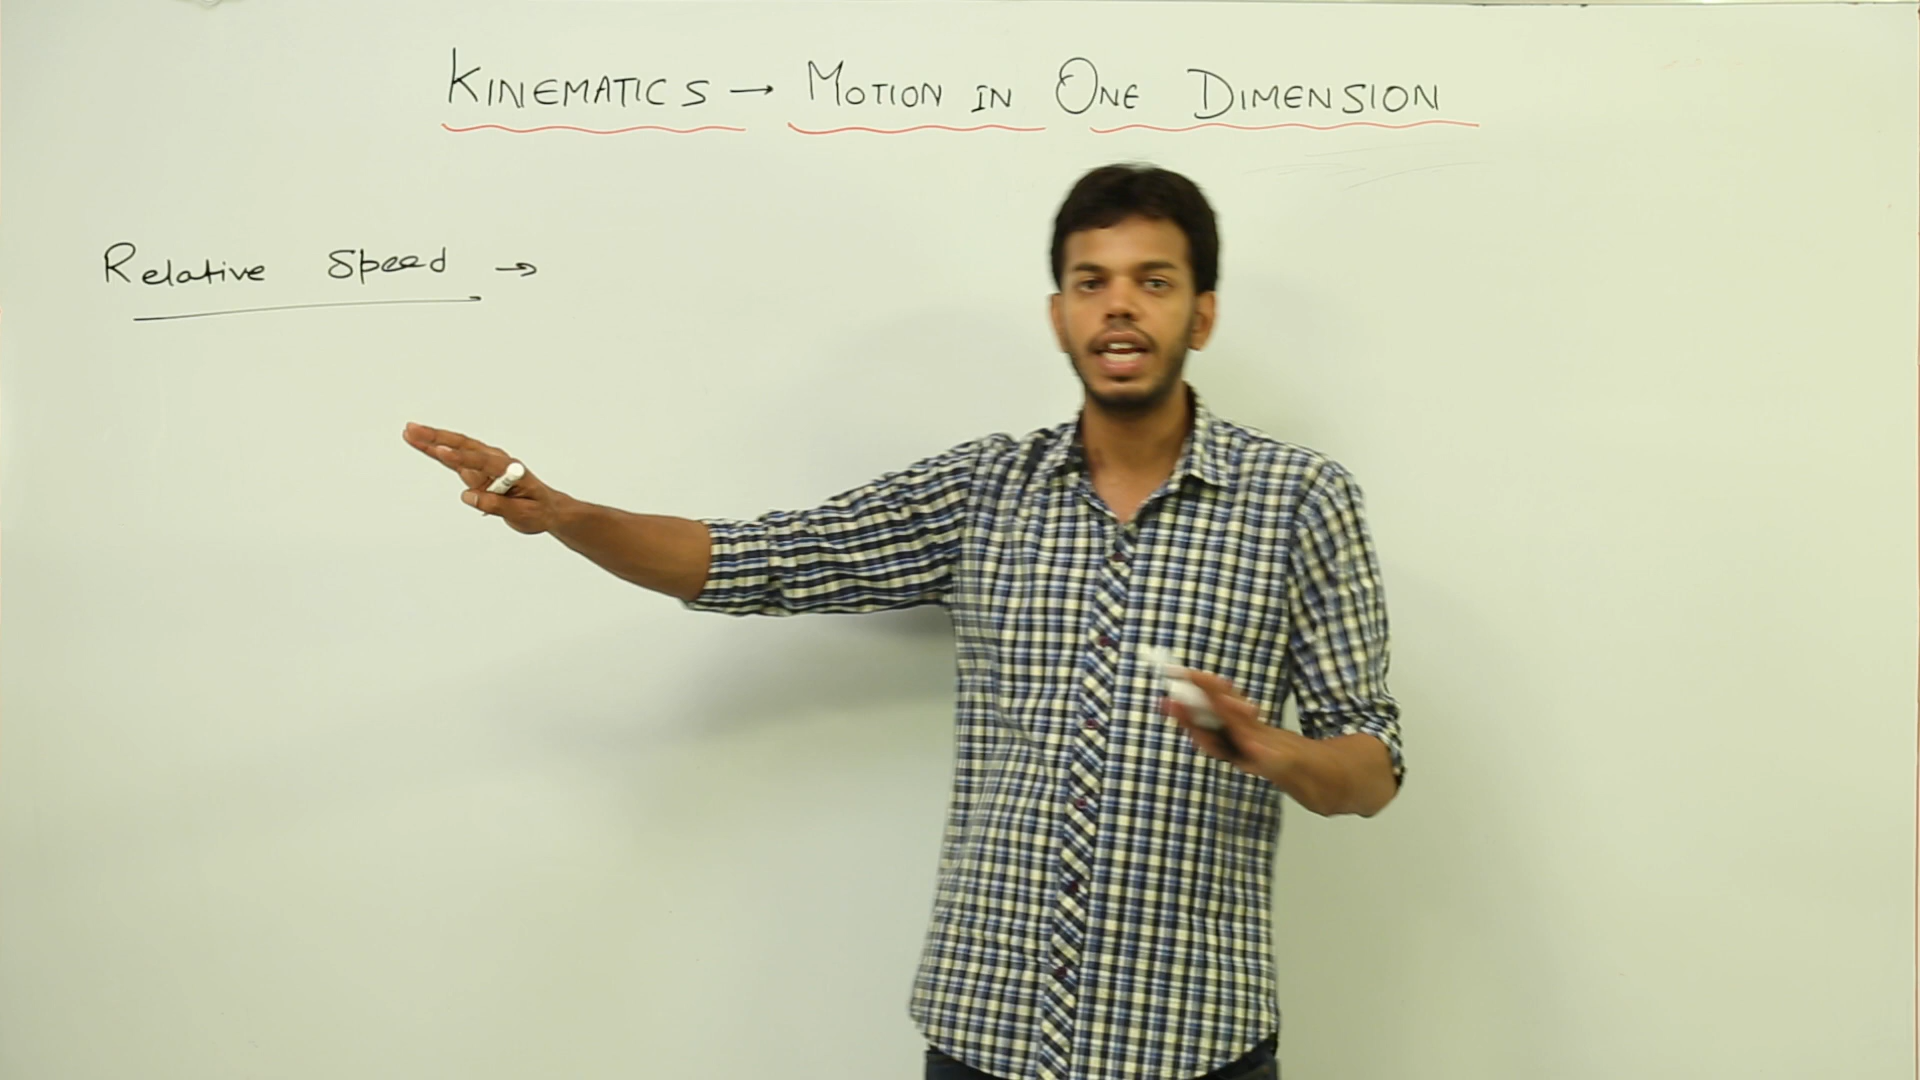 KINEMATICS → MOTION IN ONE DIMENSION
Relative Speed →